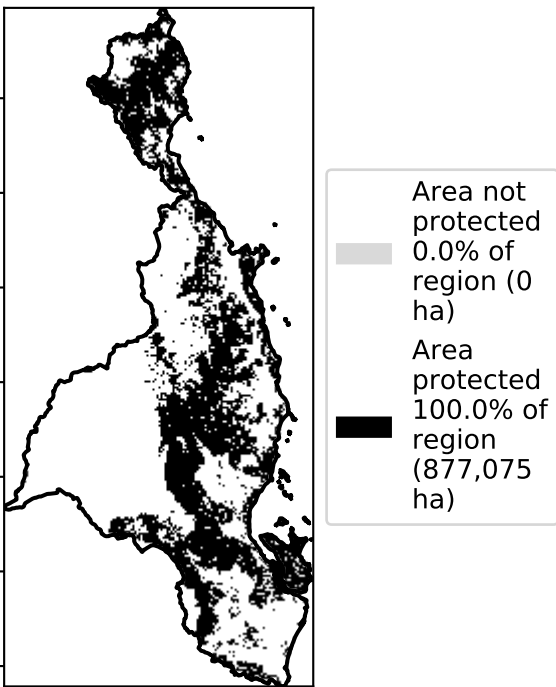 Area not
protected
0.0% of
region (0
ha)
Area
protected
100.0% of
region
(877,075
ha)